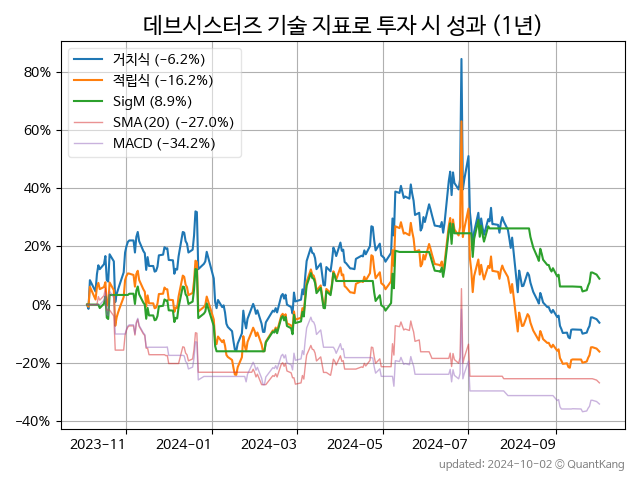 데브시스터즈 기술 지표로 투자 시 성과 (1년)
거치식 (−6.2%)
적립식 (−16.2%)
SigM (8.9%)
SMA(20) (−27.0%)
MACD (−34.2%)
80%
60%
40%
20%
0%
−20%
−40%
2023-11 2024-01 2024-03 2024-05 2024-07 2024-09
updated: 2024-10-02 © QuantKang